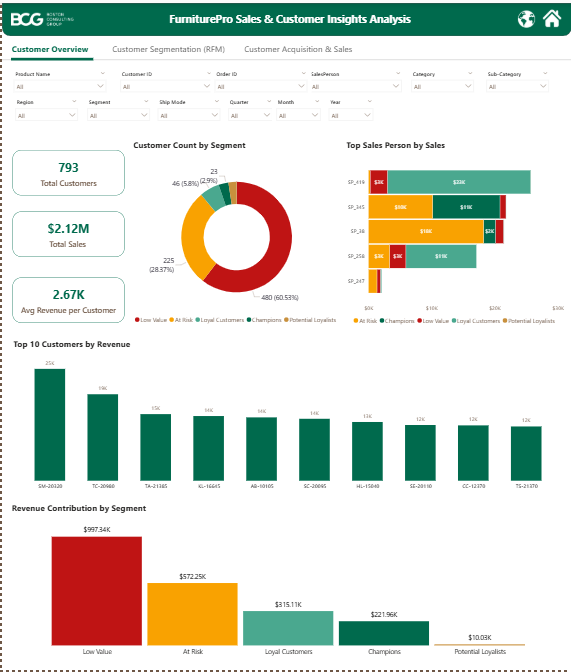 BCG BOSTON CONSULTING GROUP
FurniturePro Sales & Customer Insights Analysis
Customer Overview Customer Segmentation (RFM) Customer Acquisition & Sales
Product Name Customer ID Order ID SalesPerson Category Sub-Category
All All All All All All
Region Segment Ship Mode Quarter Month Year
All All All All All All
793
Total Customers
$2.12M
Total Sales
2.67K
Avg Revenue per Customer
Customer Count by Segment
23
(2.9%)
46 (5.8%)
225
(28.37%)
480 (60.53%)
Low Value At Risk Loyal Customers Champions Potential Loyalists
Top Sales Person by Sales
SP_419 $3K $23K
SP_345 $10K $11K
SP_36 $18K $2K
SP_256 $3K $3K $11K
SP_247
$0K $10K $20K $30K
At Risk Champions Low Value Loyal Customers Potential Loyalists
Top 10 Customers by Revenue
25K 19K 15K 14K 14K 14K 13K 12K 12K 12K
SM-20320 TC-20980 TA-21385 KL-16645 AB-10105 SC-20095 HL-15040 SE-20110 CC-12370 TS-21370
Revenue Contribution by Segment
$997.34K
$572.25K
$315.11K
$221.96K
$10.03K
Low Value At Risk Loyal Customers Champions Potential Loyalists